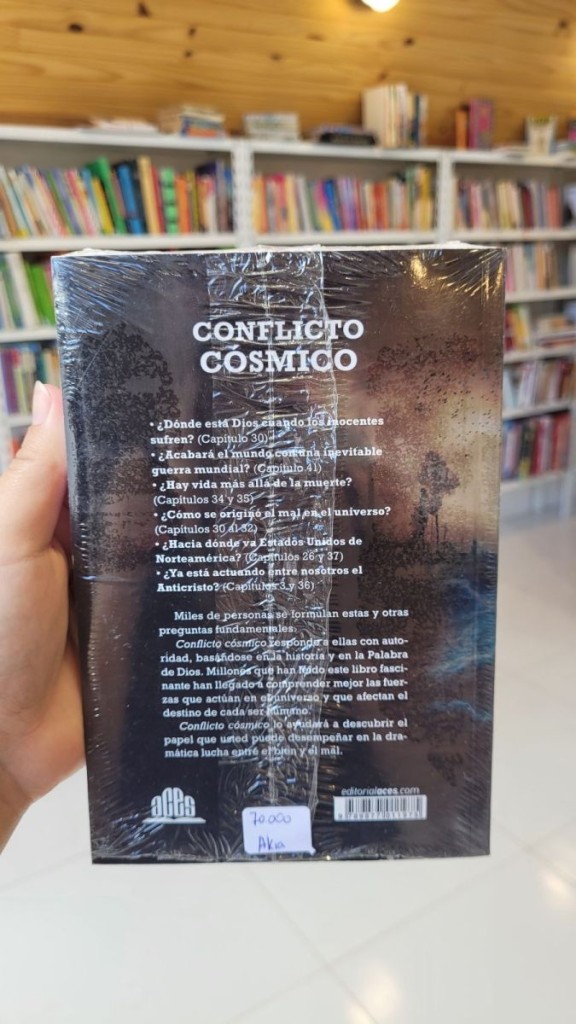 CONFLICTO
CÓSMICO
• ¿Dónde está Dios cuando los inocentes
sufren? (Capítulo 30)
• ¿Acabará el mundo con una inevitable
guerra mundial? (Capítulo 41)
• ¿Hay vida más allá de la muerte?
(Capítulos 34 y 35)
• ¿Cómo se originó el mal en el universo?
(Capítulos 30 al 32)
• ¿Hacia dónde va Estados Unidos de
Norteamérica? (Capítulos 26 y 37)
• ¿Ya está actuando entre nosotros el
Anticristo? (Capítulos 3 y 36)
Miles de personas se formulan estas y otras
preguntas fundamentales.
Conflicto cósmico responde a ellas con auto-
ridad, basándose en la historia y en la Palabra
de Dios. Millones que han leído este libro fasci-
nante han llegado a comprender mejor las fuer-
zas que actúan en el universo y que afectan el
destino de cada ser humano.
Conflicto cósmico lo ayudará a descubrir el
papel que usted puede desempeñar en la dra-
mática lucha entre el bien y el mal.
editorialaces.com
aces
70.000